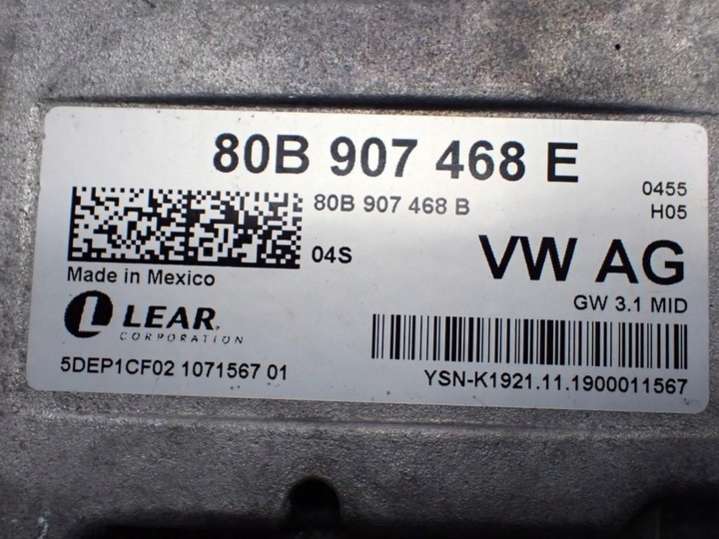 80B 907 468 E
0455
H05
80B 907 468 B
04S
VW AG
Made in Mexico
GW 3.1 MID
LEAR®
CORPORATION
5DEP1CF02 1071567 01
YSN-K1921.11.1900011567